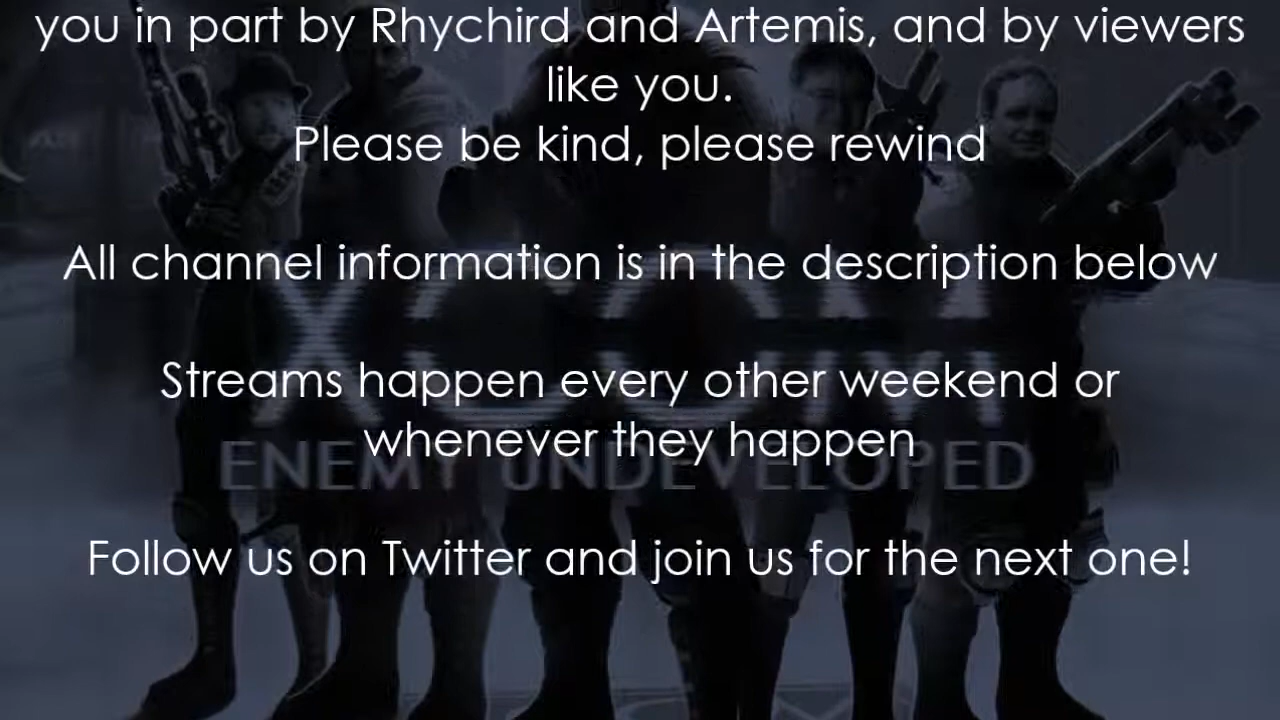 you in part by Rhychird and Artemis, and by viewers
like you.
Please be kind, please rewind
All channel information is in the description below
XCOM
Streams happen every other weekend or
whenever they happen
ENEMY UNDEVELOPED
Follow us on Twitter and join us for the next one!